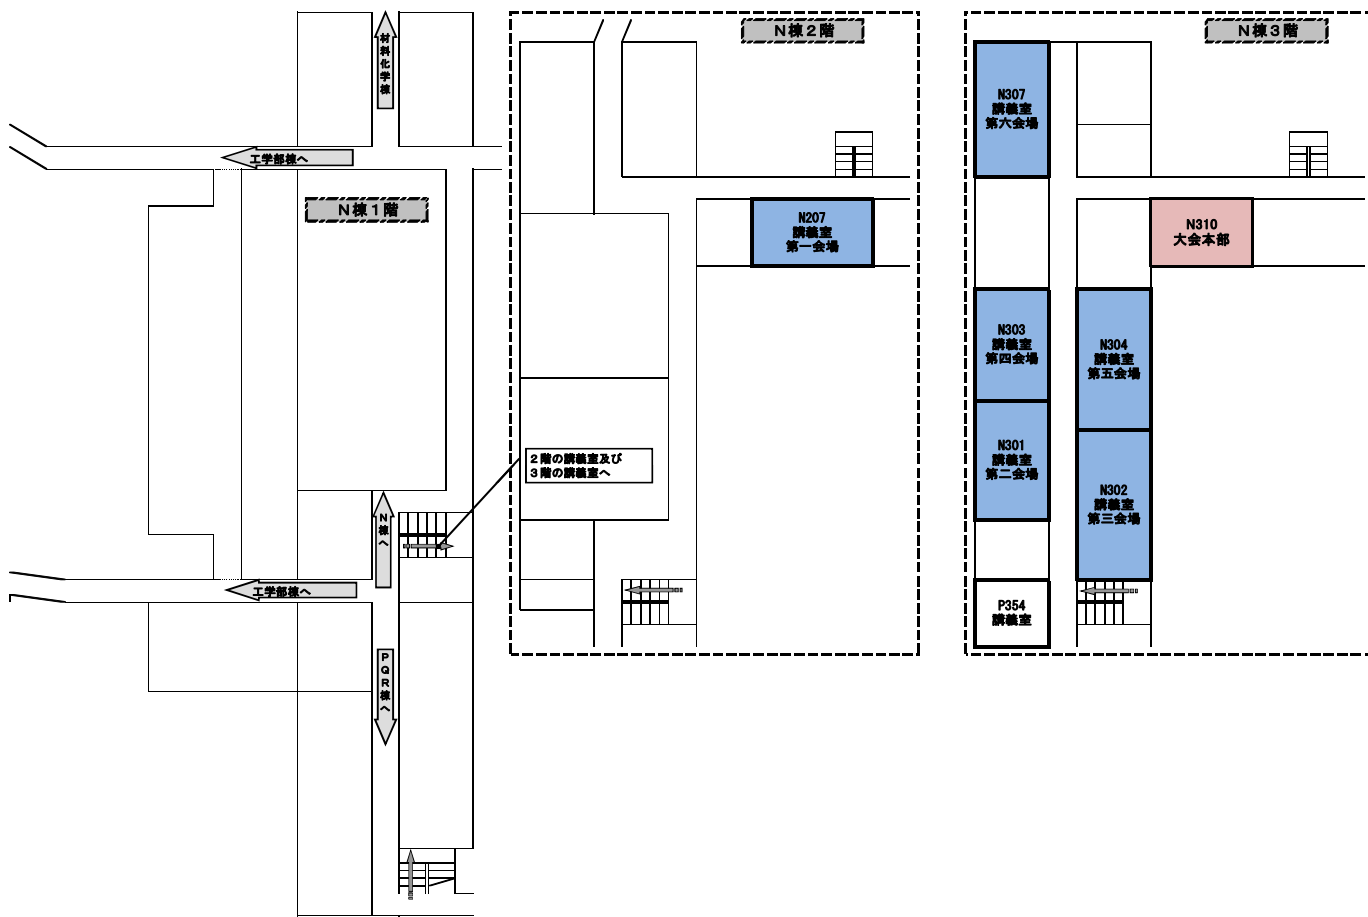 材料化学棟
工学部棟へ
N棟1階
N棟へ
工学部棟へ
PQR棟へ
2階の講義室及び
3階の講義室へ
N棟2階
N207
講義室
第一会場
N棟3階
N307
講義室
第六会場
N310
大会本部
N303
講義室
第四会場
N304
講義室
第五会場
N301
講義室
第二会場
N302
講義室
第三会場
P354
講義室